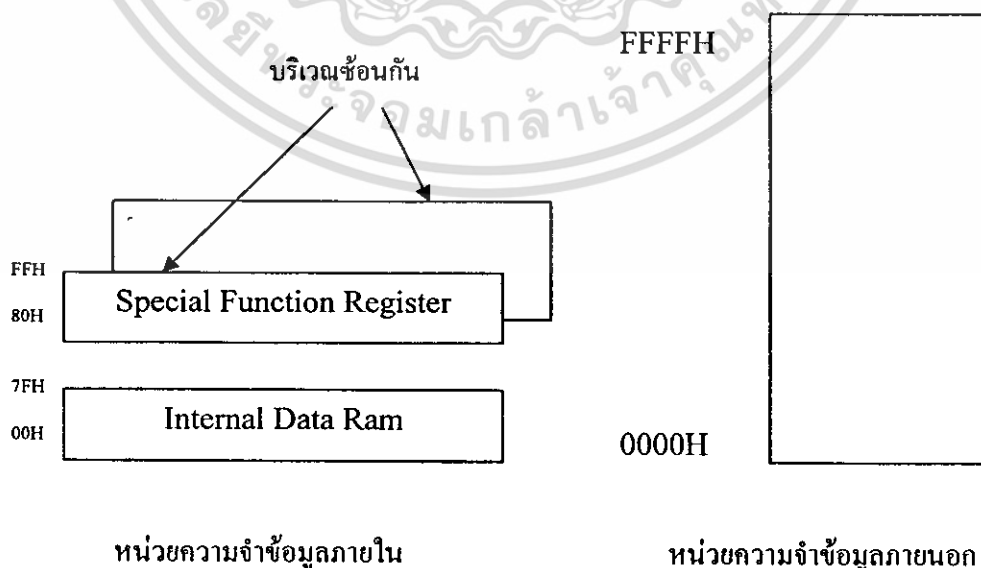 FFFFH
บริเวณซ้อนกัน
FFH
Special Function Register
80H
7FH
Internal Data Ram
00H
0000H
หน่วยความจำข้อมูลภายใน
หน่วยความจำข้อมูลภายนอก